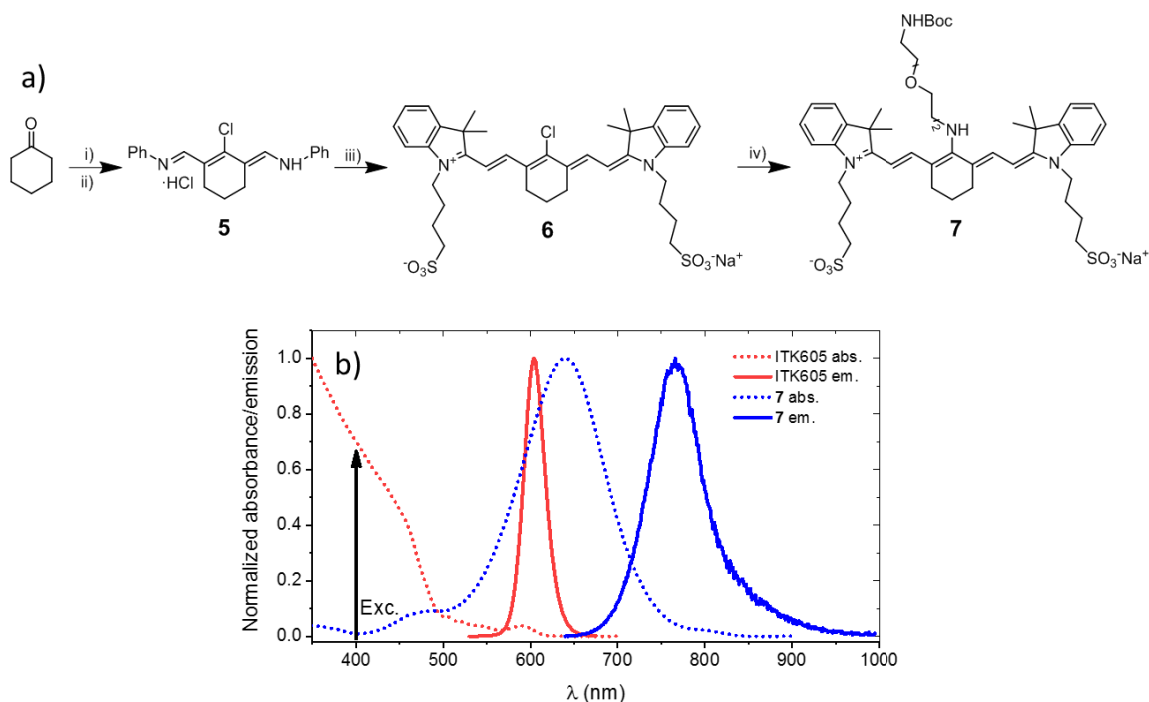 a)
O
i)
ii)
Ph
N
Cl
NH
Ph
·HCl
5
iii)
Cl
N⁺
N
⁻O₃S
SO₃⁻Na⁺
6
iv)
NHBoc
O
2
NH
N⁺
N
⁻O₃S
SO₃⁻Na⁺
7
b)
Normalized absorbance/emission
1.0
0.8
0.6
0.4
0.2
0.0
Exc.
ITK605 abs.
ITK605 em.
7 abs.
7 em.
400 500 600 700 800 900 1000
λ (nm)